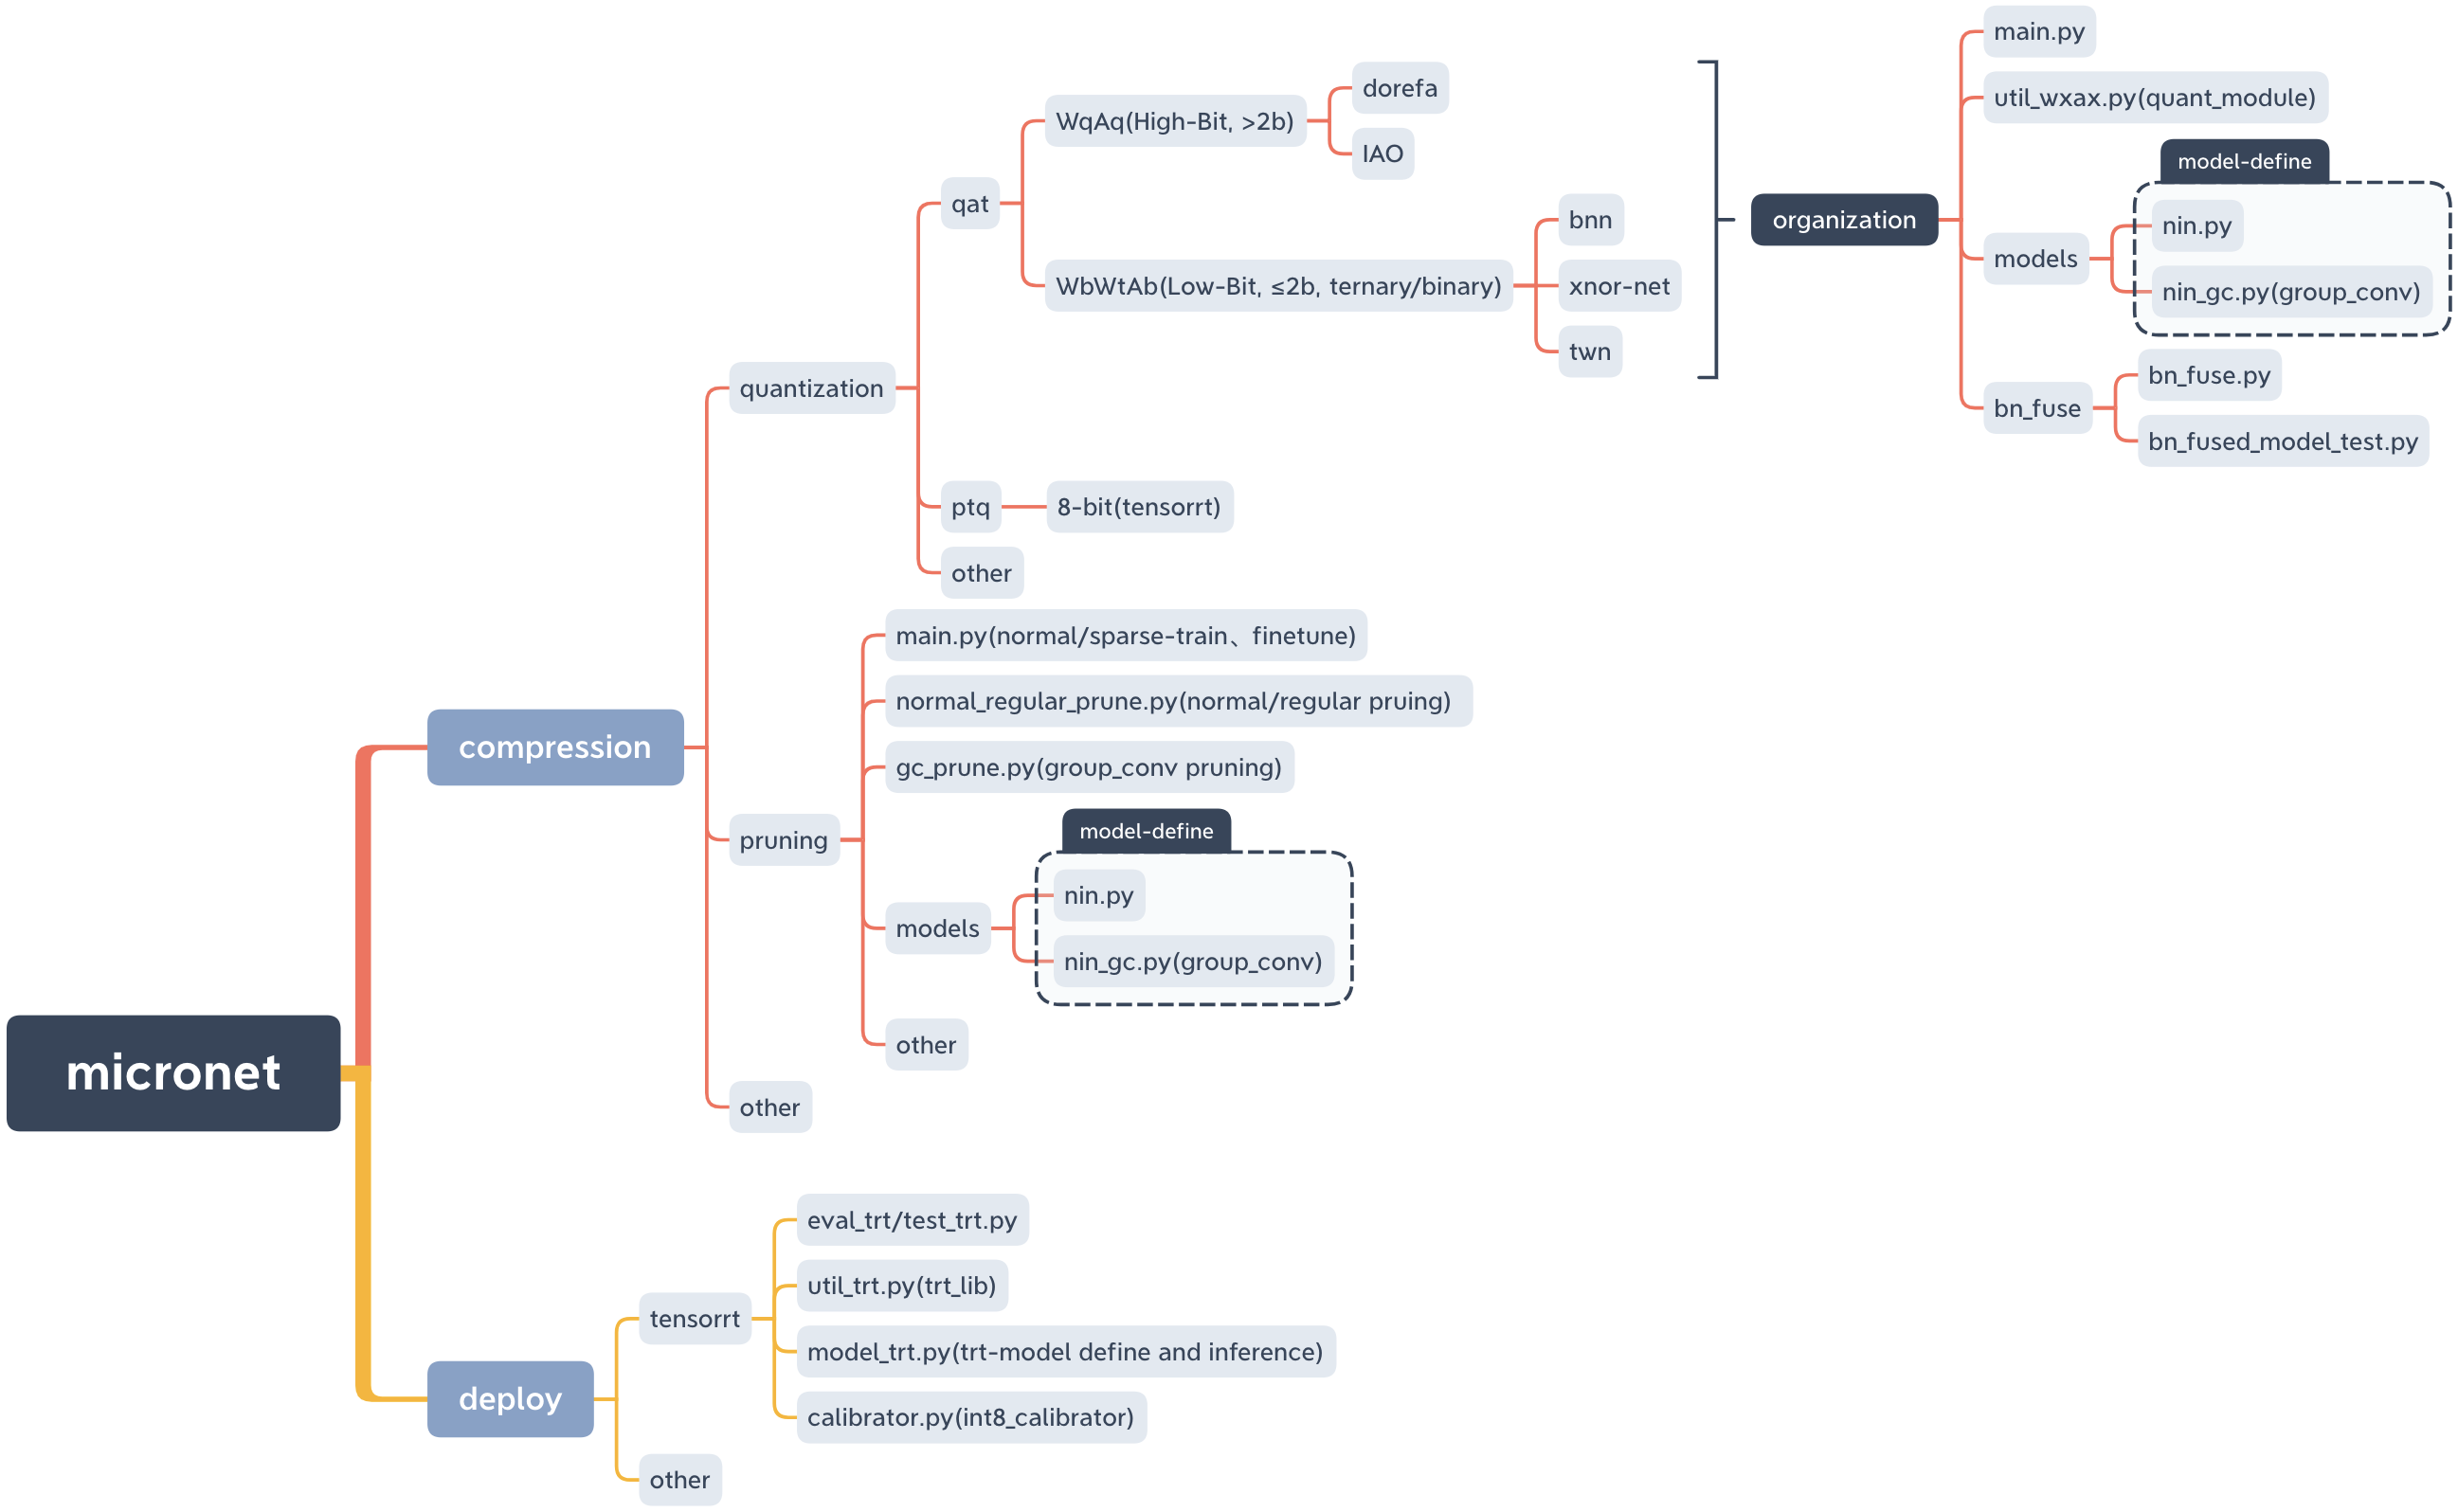 micronet
compression
quantization
qat
WqAq(High-Bit, >2b)
dorefa
IAO
WbWtAb(Low-Bit, ≤2b, ternary/binary)
bnn
xnor-net
twn
organization
main.py
util_wxax.py(quant_module)
models
model-define
nin.py
nin_gc.py(group_conv)
bn_fuse
bn_fuse.py
bn_fused_model_test.py
ptq
8-bit(tensorrt)
other
pruning
main.py(normal/sparse-train、finetune)
normal_regular_prune.py(normal/regular pruing)
gc_prune.py(group_conv pruning)
models
model-define
nin.py
nin_gc.py(group_conv)
other
other
deploy
tensorrt
eval_trt/test_trt.py
util_trt.py(trt_lib)
model_trt.py(trt-model define and inference)
calibrator.py(int8_calibrator)
other